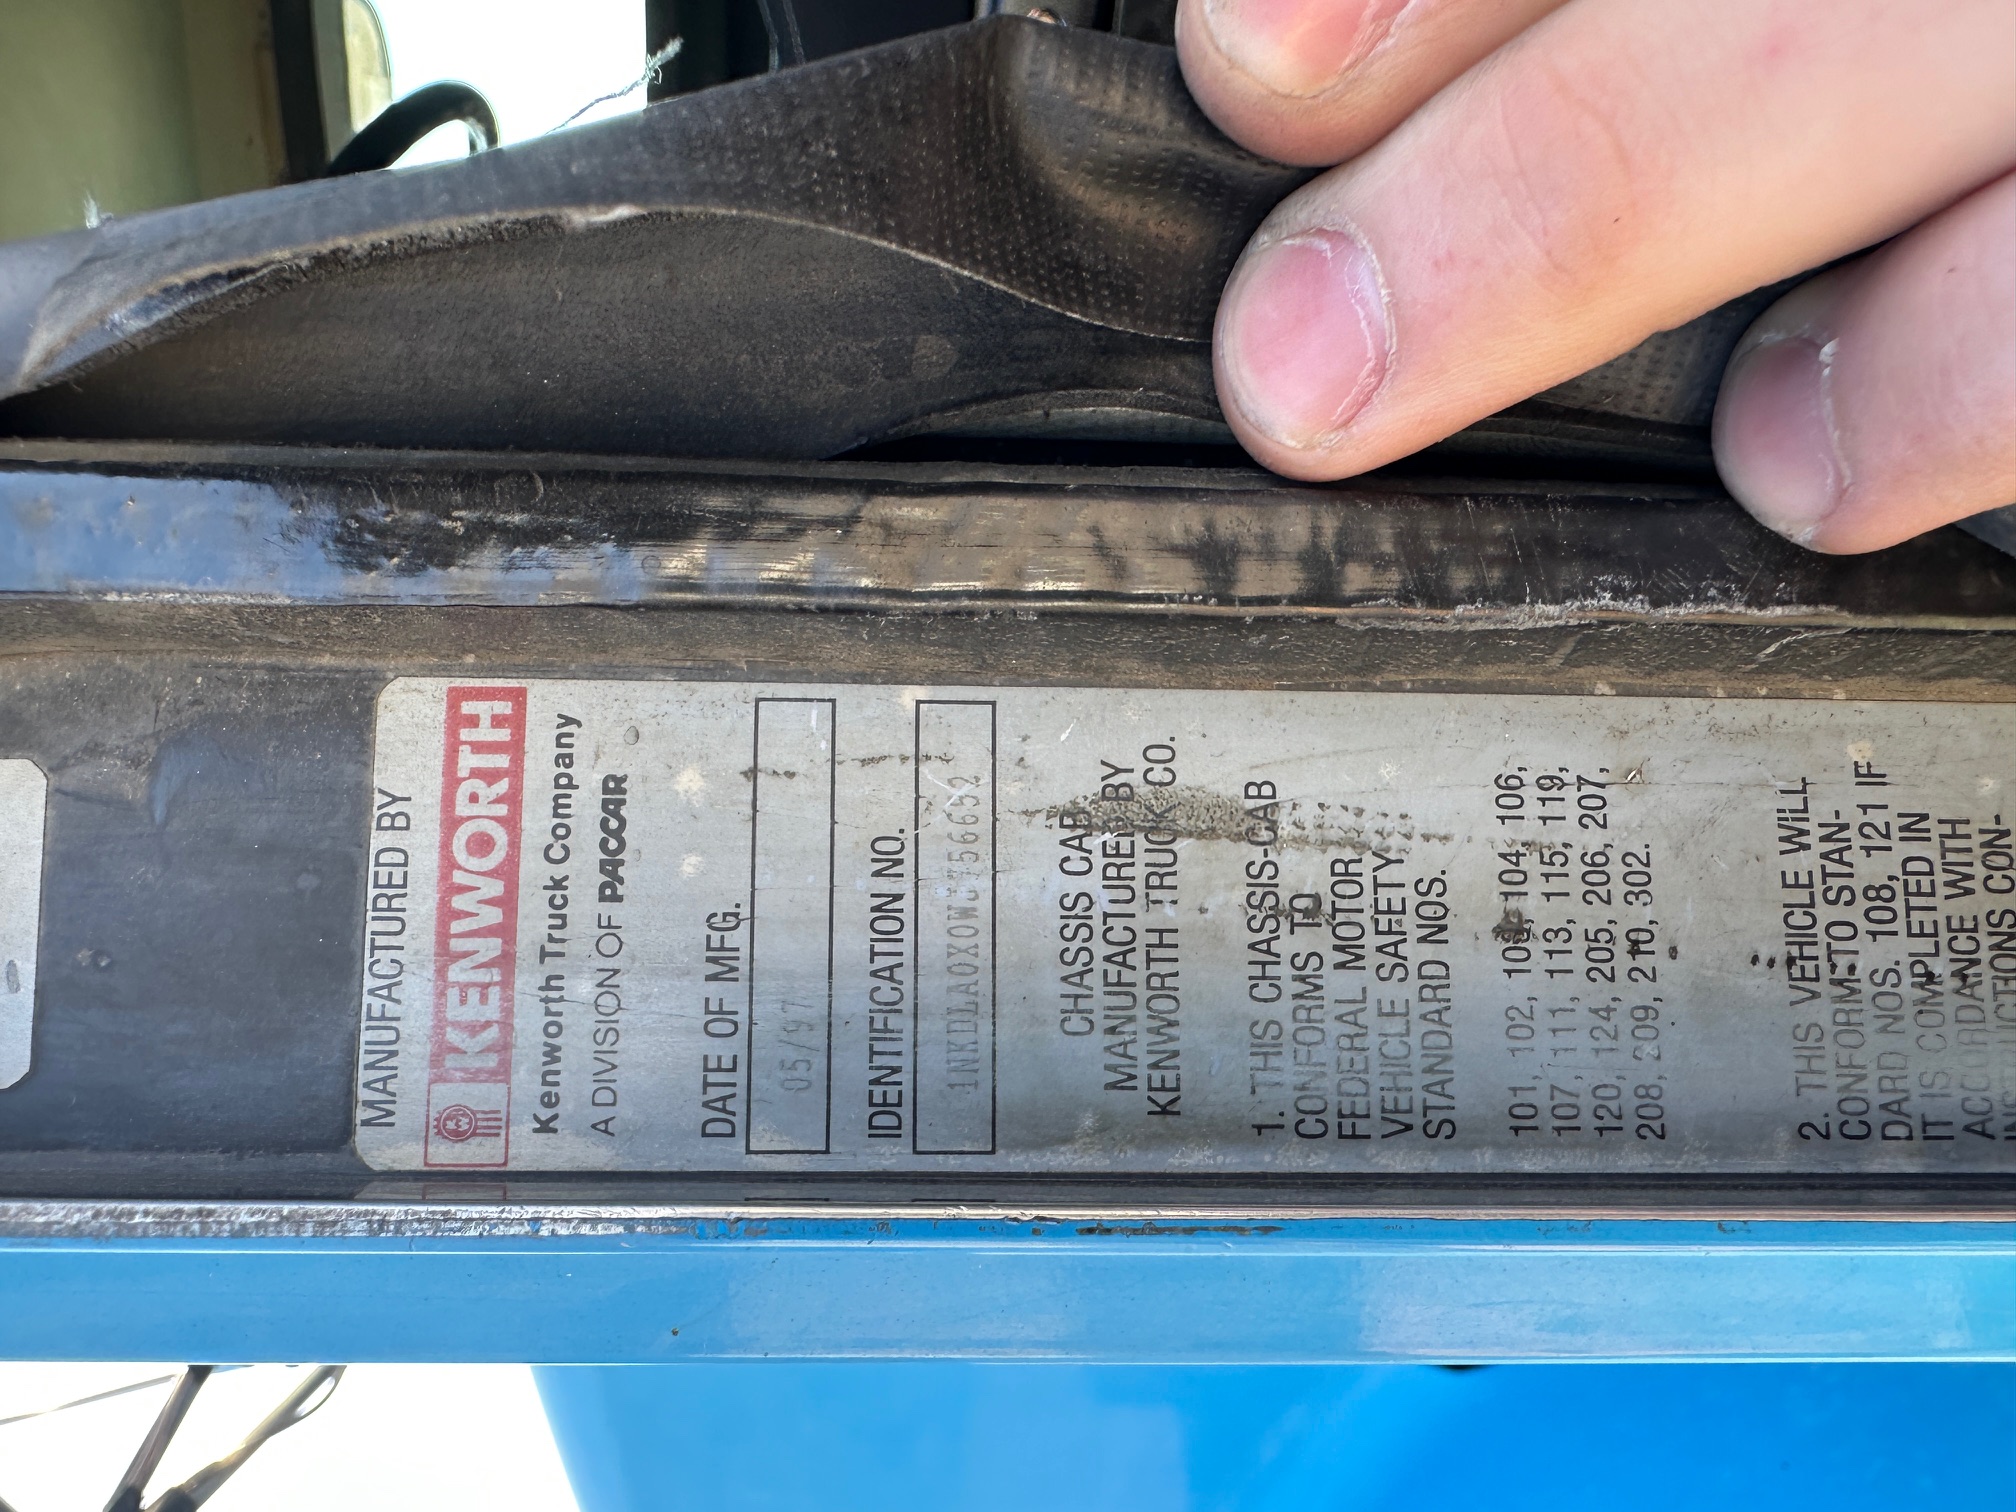 MANUFACTURED BY
KENWORTH
Kenworth Truck Company
A DIVISION OF PACCAR
DATE OF MFG.
05/97
IDENTIFICATION NO.
CHASSIS CAB
MANUFACTURED BY
KENWORTH TRUCK CO.
1. THIS CHASSIS-CAB
CONFORMS TO
FEDERAL MOTOR
VEHICLE SAFETY
STANDARD NOS.
101, 102, 103, 104, 106,
107, 111, 113, 115, 119,
120, 124, 205, 206, 207,
208, 209, 210, 302.
2. THIS VEHICLE WILL
CONFORM TO STAN-
DARD NOS. 108, 121 IF
IT IS COMPLETED IN
ACCORDANCE WITH
INSTRUCTIONS CON-